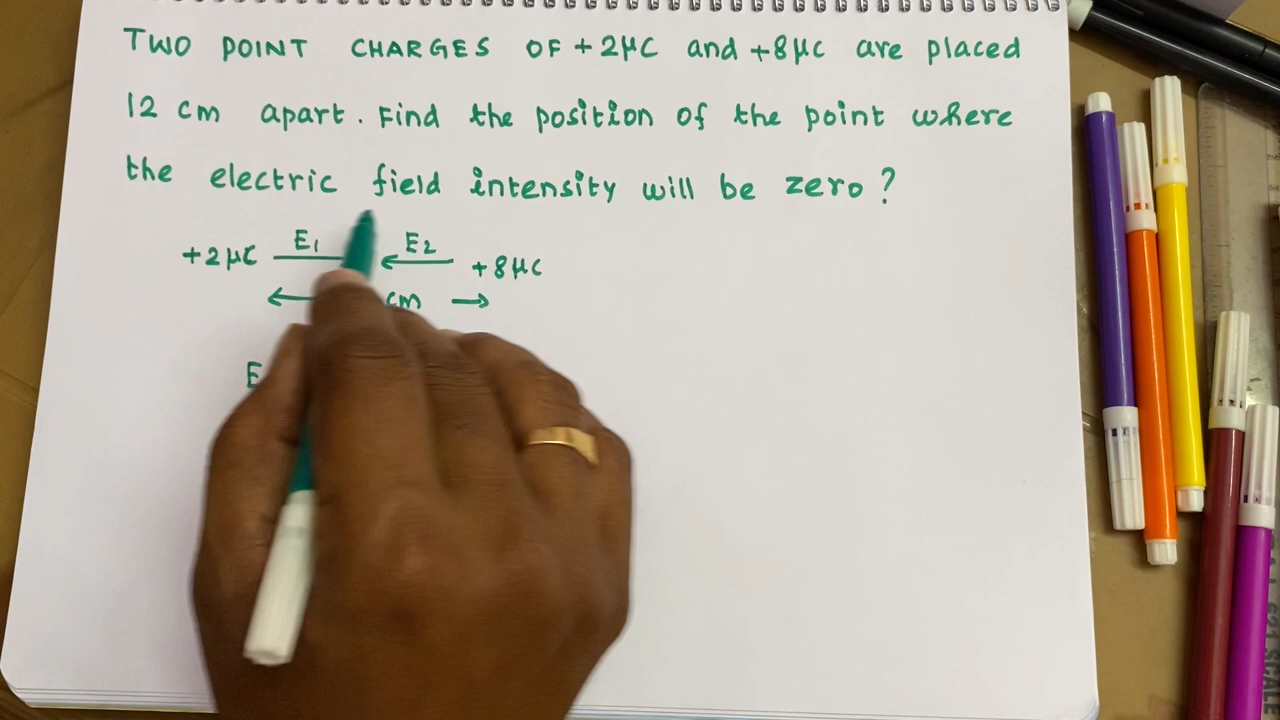 TWO POINT CHARGES OF +2μC and +8μC are placed
12 cm apart. Find the position of the point where
the electric field intensity will be zero?
E1 E2
+2μC +8μC
cm
E